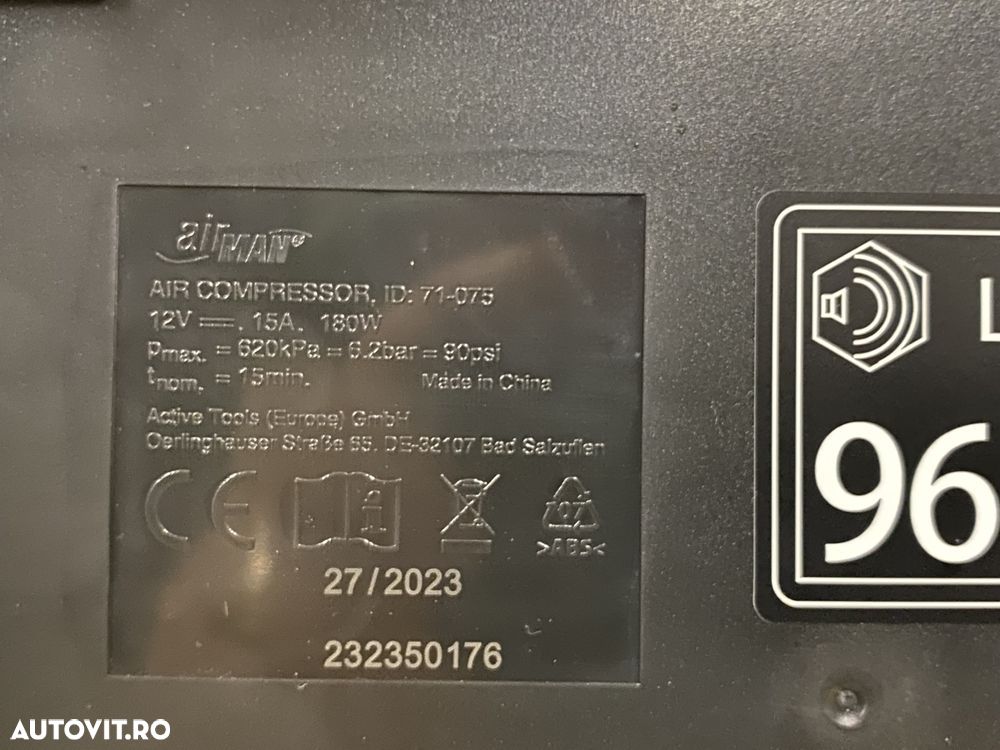 airMAN
AIR COMPRESSOR, ID: 71-075
12V ⎓, 15A, 180W
pmax. = 620kPa = 6.2bar = 90psi
tnom. = 15min. Made in China
Active Tools (Europe) GmbH
Oerlinghauser Straße 65, DE-32107 Bad Salzuflen
CE
>ABS<
27/2023
232350176
L
96
AUTOVIT.RO